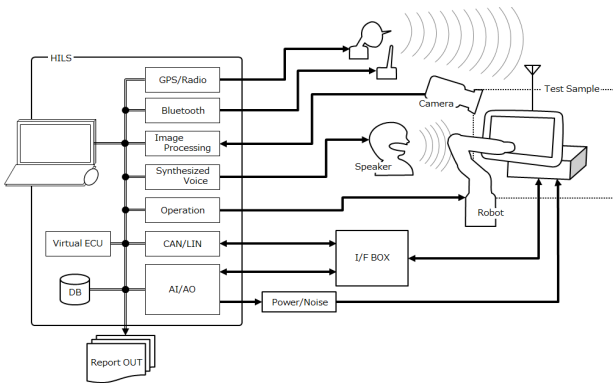 HILS
GPS/Radio
Bluetooth
Image
Processing
Synthesized
Voice
Operation
CAN/LIN
AI/AO
Virtual ECU
DB
Report OUT
Camera
Test Sample
Speaker
Robot
I/F BOX
Power/Noise